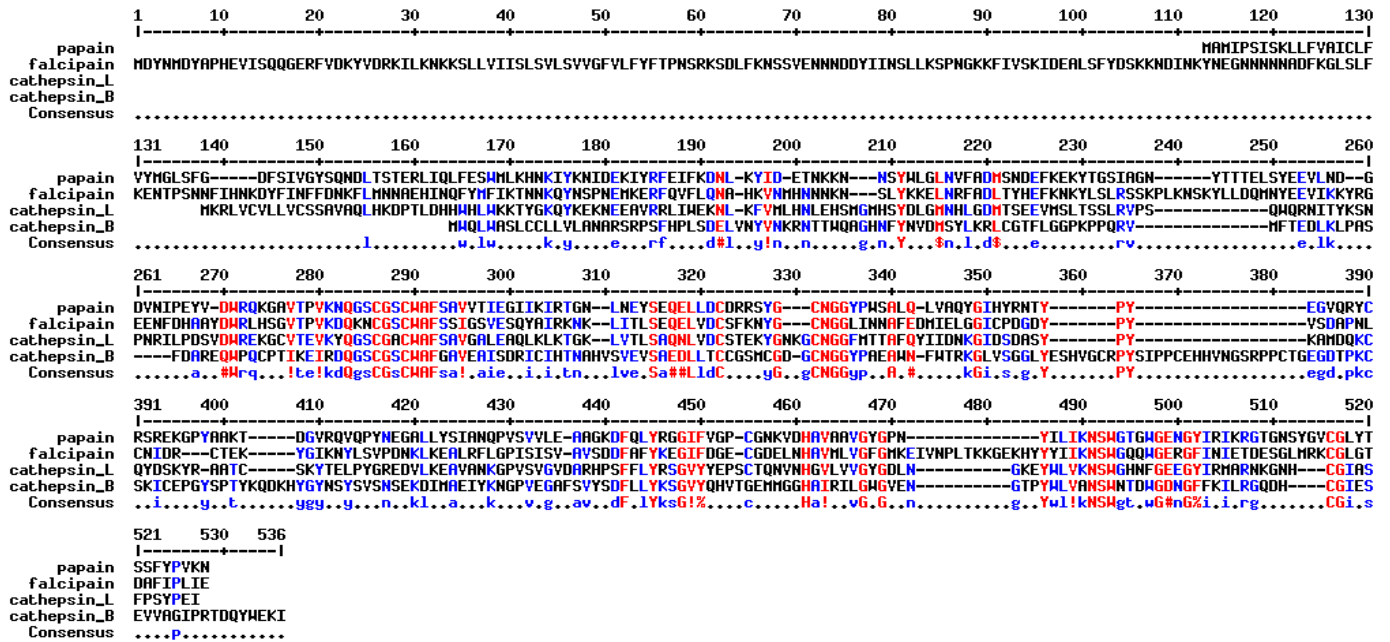 1 10 20 30 40 50 60 70 80 90 100 110 120 130
|--------+---------+---------+---------+---------+---------+---------+---------+---------+---------+---------+---------+---------|
papain MAMIPSISKLLFVAICLF
falcipain MDYNMDYAPHEVISQQGERFVDKYVDRKILKNKKSLLVIISLSVLSVVGFVLFYFTPNSRKSDLFKNSSVENNNDDYIINSLLKSPNGKKFIVSKIDEALSFYDSKKNDINKYNEGNNNNNADFKGLSLF
cathepsin_L
cathepsin_B
Consensus ..................................................................................................................................
131 140 150 160 170 180 190 200 210 220 230 240 250 260
|--------+---------+---------+---------+---------+---------+---------+---------+---------+---------+---------+---------+---------|
papain VYMGLSFG-----DFSIVGYSQNDLTSTERLIQLFESWMLKHNKIYKNIDEKIYRFEIFKDNL-KYID-ETNKKN--NSYWLGLNVFADMSNDEFKEKYTGSIAGN----YTTTELSYEEVLND--G
falcipain KENTPSNNFIHNKDYFINFFDNKFLMNNAEHINQFYMFIKTNNKQYNSPNEMKERFQVFLQNA-HKVNMHNNNKN--SLYKKELNRFADLTYHEFKNKYLSLRSSKPLKNSKYLLDQMNYEEVIKKYRG
cathepsin_L MKRLVCVLLVCSSAVAQLHKDPTLDHHWHLWKKTYGKQYKEKNEEAVRRLIWEKNL-KFVMLHNLEHSMGMHSYDLGMNHLGDMTSEEVMSLTSSLRVPS------QWQRNITYKSN
cathepsin_B MWQLWASLCCLLVLANARSRPSFHPLSDELVNYVNKRNTTWQAGHNFYNVDMSYLKRLCGTFLGGPKPPQRV------MFTEDLKLPAS
Consensus ........................l.........w.lw....k.y....e...rf...d#l..y!n.n....g.n.Y...$n.l.d$...e........rv.................e.lk.....
261 270 280 290 300 310 320 330 340 350 360 370 380 390
|--------+---------+---------+---------+---------+---------+---------+---------+---------+---------+---------+---------+---------|
papain DVNIPEYV-DWRQKGAVTPVKNQGSCGSCWAFSAVVTIEGIIKIRTGN--LNEYSEQELLDCDRRSYG---CNGGYPWSALQ-LVAQYGIHYRNTY-------PY------------------EGVQRYC
falcipain EENFDHAAYDWRLHSGVTPVKDQKNCGSCWAFSSIGSVESQYAIRKNK--LITLSEQELVDCSFKNYG---CNGGLINNAFEDMIELGGICPDGDY-------PY------------------VSDAPNL
cathepsin_L PNRILPDSVDWREKGCVTEVKYQGSCGACWAFSAVGALEAQLKLKTGK--LVTLSAQNLVDCSTEKYGNKGCNGGFMTTAFQYIIDNKGIDSDASY-------PY------------------KAMDQKC
cathepsin_B ---FDAREQWPQCPTIKEIRDQGSCGSCWAFGAVEAISDRICIHTNAHVSVEVSAEDLLTCCGSMCGD-GCNGGYPAEAWN-FWTRKGLVSGGLYESHVGCRPYSIPPCEHHVNGSRPPCTGEGDTPKC
Consensus ......a..#Wrq...!te!kdQgsCGsCWAFsa!.aie..i.i.tn..lve.Sa##LldC....yG..gCNGGyp..A.#.....kGi.s.g.Y.......PY..................egd.pkc
391 400 410 420 430 440 450 460 470 480 490 500 510 520
|--------+---------+---------+---------+---------+---------+---------+---------+---------+---------+---------+---------+---------|
papain RSREKGPYAAKT-----DGVRQVQPYNEGALLYSIANQPVSVVLE-AAGKDFQLYRGGIFVGP-CGNKVDHAVAAVGYGPN---------YILIKNSWGTGWGENGYIRIKRGTGNSYGVCGLYT
falcipain CNIDR---CTEK-----YGIKNYLSVPDNKLKEALRFLGPISISV-AVSDDFAFYKEGIFDGE-CGDELNHAVMLVGFGMKEIVNPLTKKGEKHYYYIIKNSWGQQWGERGFINIETDESGLMRKCGLGT
cathepsin_L QYDSKYR-AATC-----SKYTELPYGREDVLKEAVANKGPVSVGVDARHPSFFLYRSGVYYEPSCTQNVNHGVLVVGYGDLN---------GKEYWLVKNSWGHNFGEEGYIRMARNKGNH---CGIAS
cathepsin_B SKICEPGYSPTYKQDKHYGYNSYSVSNSEKDIMAEIYKNGPVEGAFSVYSDFLLYKSGVYQHVTGEMMGGHAIRILGWGVEN---------GTPYWLVANSWNTDWGDNGFFKILRGQDH----CGIES
Consensus ..i....y..t.....ygy..y.n....kl..a...k...v.g..av..dF.lYksG!%....c...Ha!..vG.G..n.........g..Ywl!kNSWgt.wG#nG%i.i.rg......CGi.s
521 530 536
|--------+-----|
papain SSFYPVKN
falcipain DAFIPLIE
cathepsin_L FPSYPEI
cathepsin_B EVVAGIPRTDQYWEKI
Consensus ....p...........